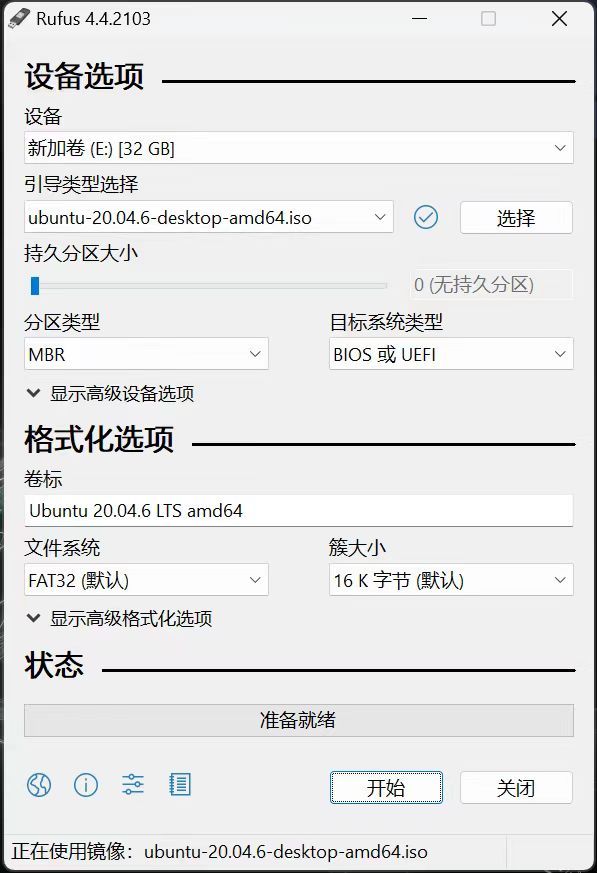 Rufus 4.4.2103
设备选项
设备
新加卷 (E:) [32 GB]
引导类型选择
ubuntu-20.04.6-desktop-amd64.iso 选择
持久分区大小
0 (无持久分区)
分区类型 目标系统类型
MBR BIOS 或 UEFI
显示高级设备选项
格式化选项
卷标
Ubuntu 20.04.6 LTS amd64
文件系统 簇大小
FAT32 (默认) 16 K 字节 (默认)
显示高级格式化选项
状态
准备就绪
开始 关闭
正在使用镜像：ubuntu-20.04.6-desktop-amd64.iso